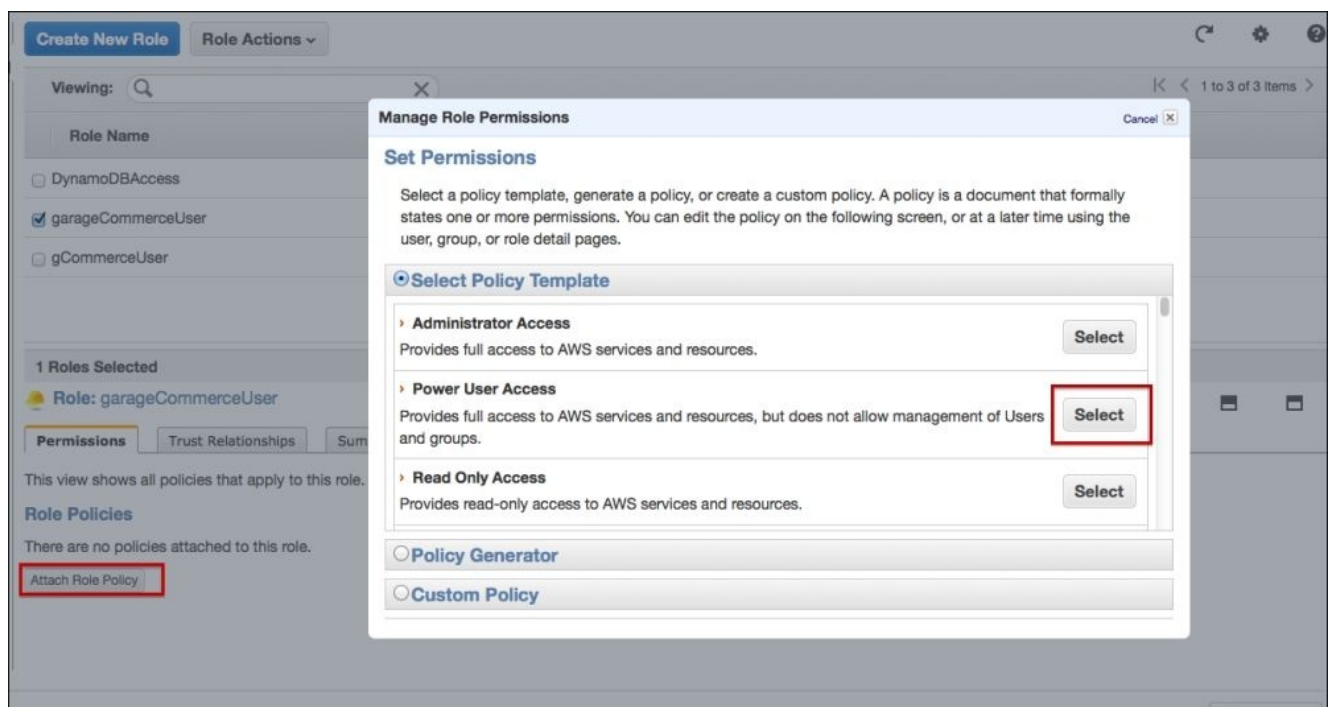 Create New Role
Role Actions
Viewing:
1 to 3 of 3 Items
Role Name
DynamoDBAccess
garageCommerceUser
gCommerceUser
1 Roles Selected
Role: garageCommerceUser
Permissions
Trust Relationships
Sum
This view shows all policies that apply to this role.
Role Policies
There are no policies attached to this role.
Attach Role Policy
Manage Role Permissions
Cancel
Set Permissions
Select a policy template, generate a policy, or create a custom policy. A policy is a document that formally
states one or more permissions. You can edit the policy on the following screen, or at a later time using the
user, group, or role detail pages.
Select Policy Template
Administrator Access
Provides full access to AWS services and resources.
Select
Power User Access
Provides full access to AWS services and resources, but does not allow management of Users
and groups.
Select
Read Only Access
Provides read-only access to AWS services and resources.
Select
Policy Generator
Custom Policy